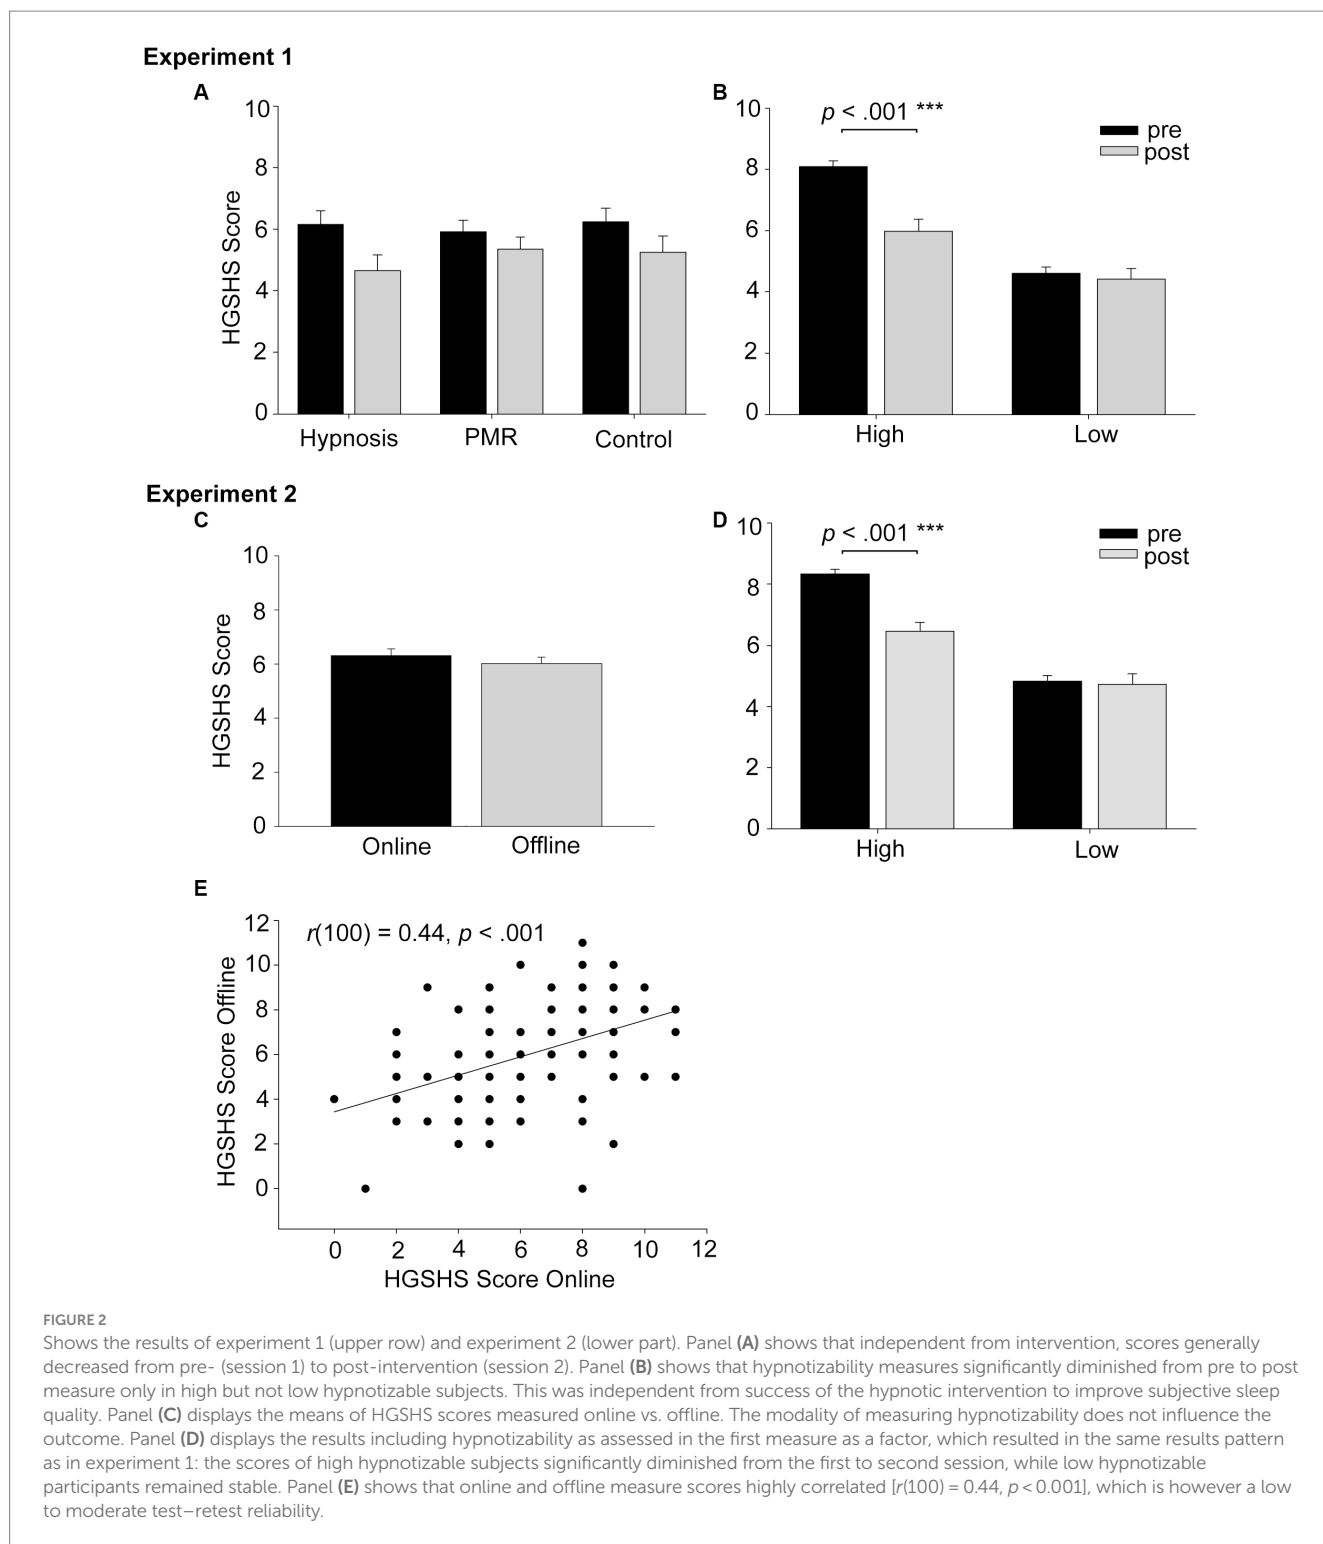 Experiment 1
A
10
8
6
4
2
0
HGSHS Score
Hypnosis PMR Control
B
10
8
6
4
2
0
p < .001 ***
pre
post
High Low
Experiment 2
C
10
8
6
4
2
0
HGSHS Score
Online Offline
D
10
8
6
4
2
0
p < .001 ***
pre
post
High Low
E
r(100) = 0.44, p < .001
12
10
8
6
4
2
0
HGSHS Score Offline
0 2 4 6 8 10 12
HGSHS Score Online
FIGURE 2
Shows the results of experiment 1 (upper row) and experiment 2 (lower part). Panel (A) shows that independent from intervention, scores generally
decreased from pre- (session 1) to post-intervention (session 2). Panel (B) shows that hypnotizability measures significantly diminished from pre to post
measure only in high but not low hypnotizable subjects. This was independent from success of the hypnotic intervention to improve subjective sleep
quality. Panel (C) displays the means of HGSHS scores measured online vs. offline. The modality of measuring hypnotizability does not influence the
outcome. Panel (D) displays the results including hypnotizability as assessed in the first measure as a factor, which resulted in the same results pattern
as in experiment 1: the scores of high hypnotizable subjects significantly diminished from the first to second session, while low hypnotizable
participants remained stable. Panel (E) shows that online and offline measure scores highly correlated [r(100) = 0.44, p < 0.001], which is however a low
to moderate test–retest reliability.